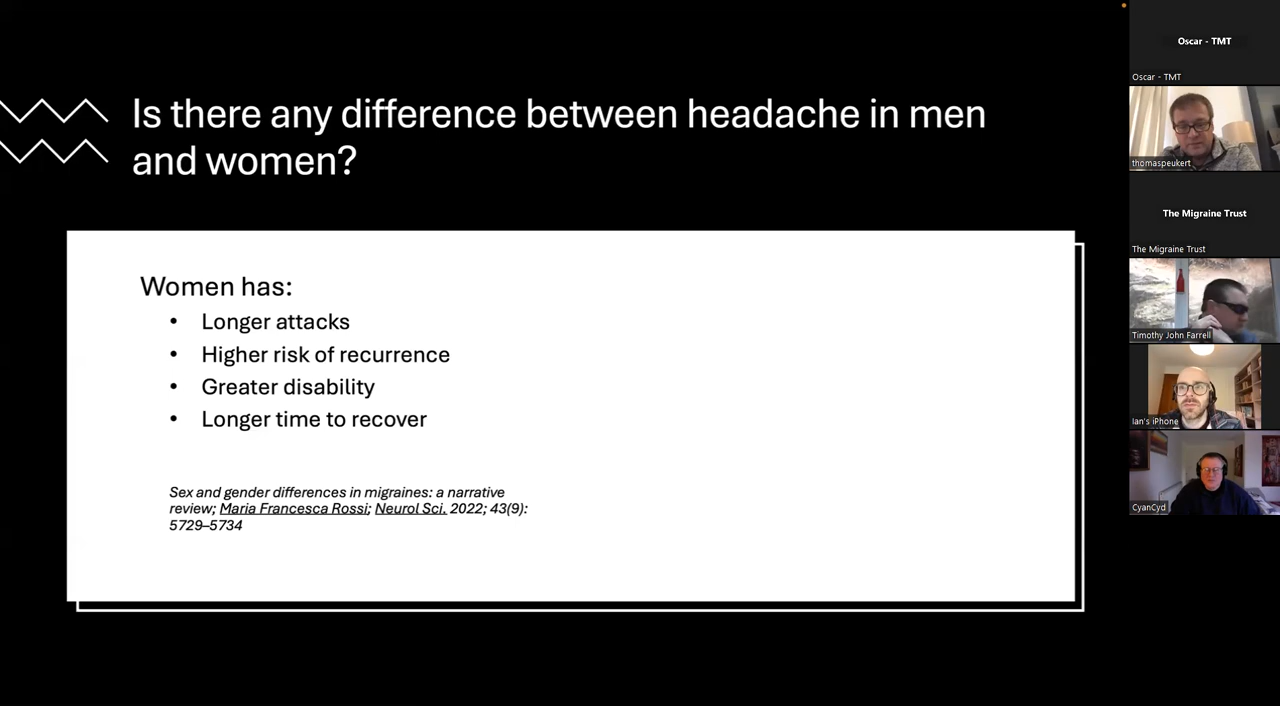 Is there any difference between headache in men
and women?
Women has:
• Longer attacks
• Higher risk of recurrence
• Greater disability
• Longer time to recover
Sex and gender differences in migraines: a narrative
review; Maria Francesca Rossi; Neurol Sci. 2022; 43(9):
5729–5734
Oscar - TMT
Oscar - TMT
thomaspeukert
The Migraine Trust
The Migraine Trust
Timothy John Farrell
Ian's iPhone
CyanCyd